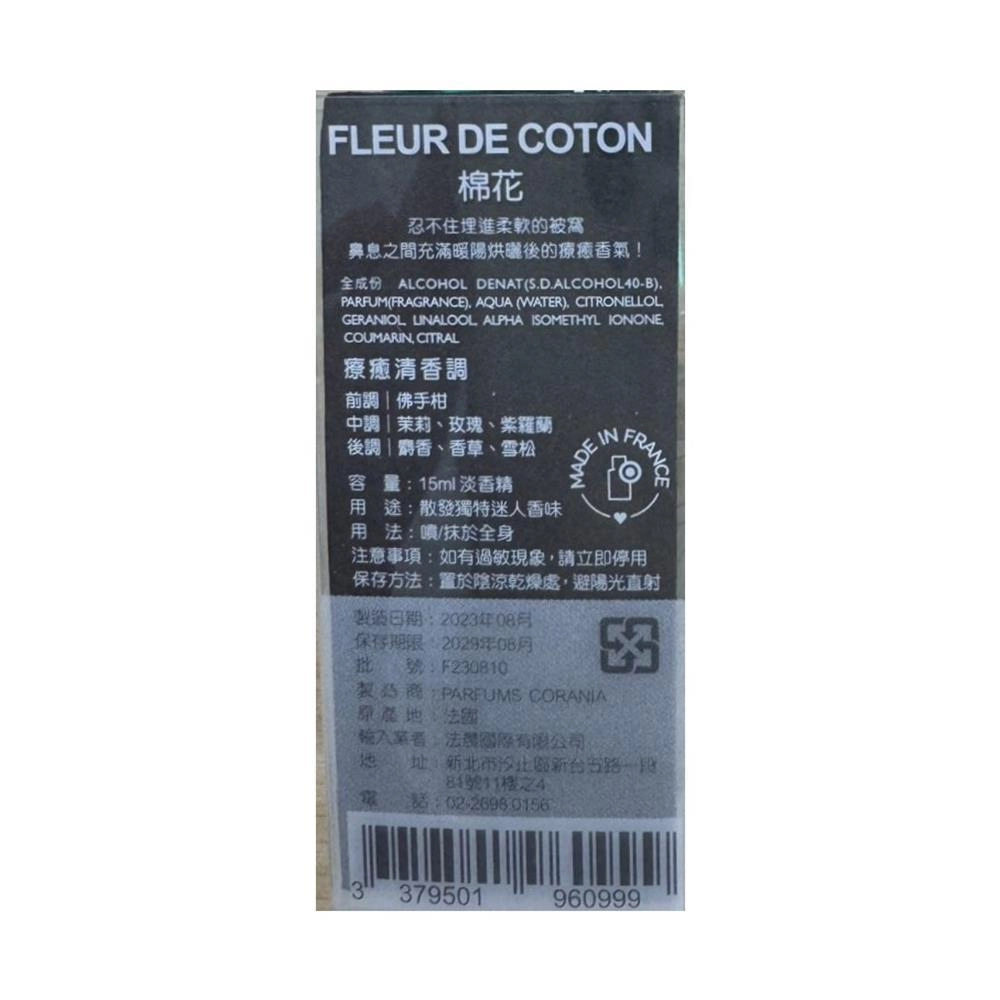 FLEUR DE COTON
棉花
忍不住埋進柔軟的被窩
鼻息之間充滿暖陽烘曬後的療癒香氣！
全成份 ALCOHOL DENAT(S.D.ALCOHOL40-B),
PARFUM(FRAGRANCE), AQUA (WATER), CITRONELLOL
GERANIOL, LINALOOL, ALPHA ISOMETHYL IONONE,
COUMARIN, CITRAL
療癒清香調
前調｜佛手柑
中調｜茉莉、玫瑰、紫羅蘭
後調｜麝香、香草、雪松
MADE IN FRANCE
容 量：15ml 淡香精
用 途：散發獨特迷人香味
用 法：噴/抹於全身
注意事項：如有過敏現象，請立即停用
保存方法：置於陰涼乾燥處，避陽光直射
製造日期：2023年08月
保存期限：2029年08月
批 號：F230810
製造商：PARFUMS CORANIA
原產地：法國
輸入業者：國際有限公司
地 址：新北市汐止區新台五路一段
81號11樓之4
電 話：02-2698 0156
3 379501 960999